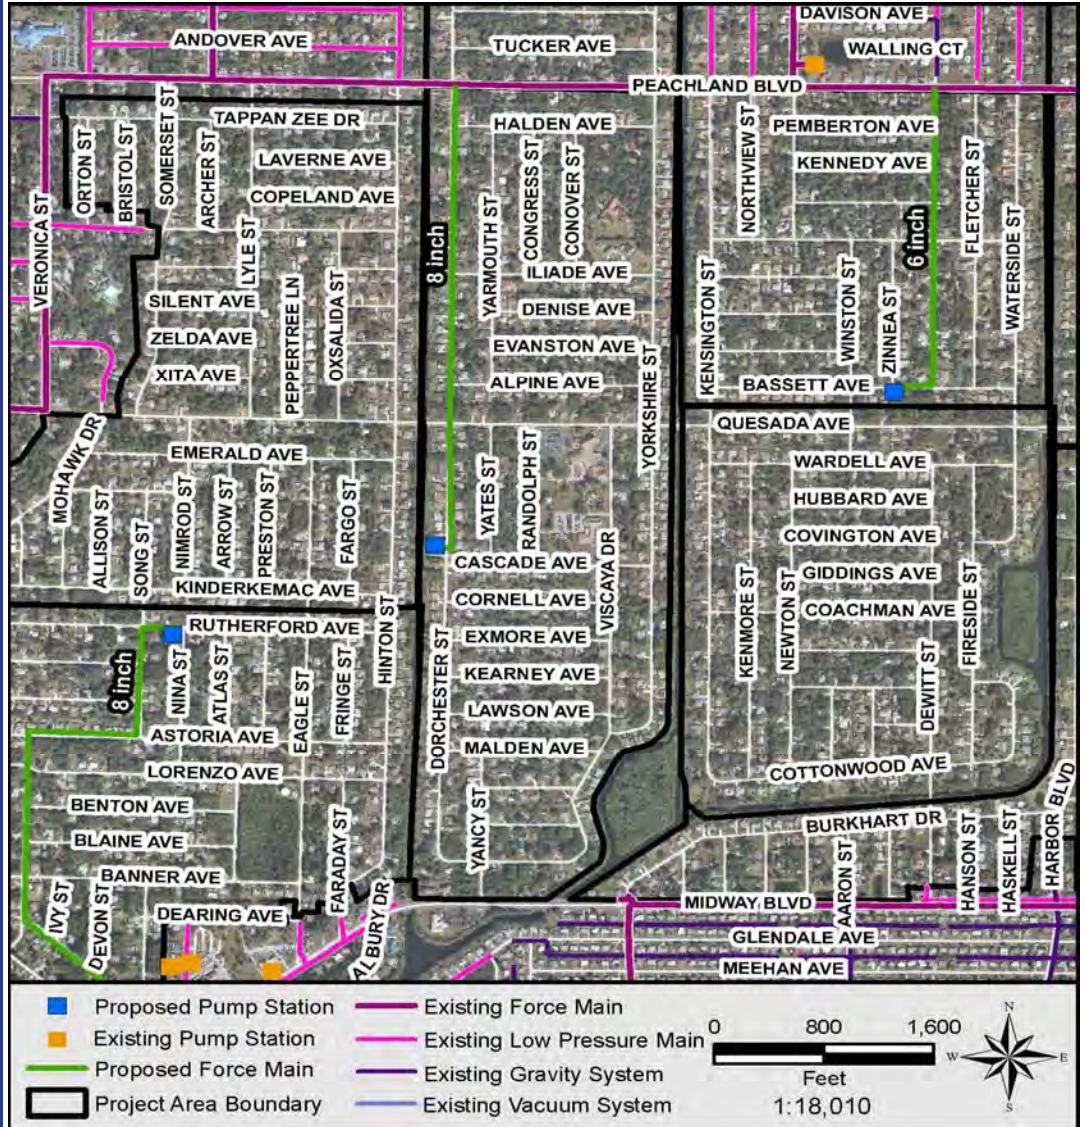 DAVISON AVE
ANDOVER AVE
TUCKER AVE
WALLING CT
PEACHLAND BLVD
TAPPAN ZEE DR
HALDEN AVE
PEMBERTON AVE
LAVERNE AVE
KENNEDY AVE
COPELAND AVE
ORTON ST
BRISTOL ST
SOMERSET ST
ARCHER ST
VERONICA ST
LYLE ST
PEPPERTREE LN
OXSALIDA ST
8 inch
YARMOUTH ST
CONGRESS ST
CONOVER ST
NORTHVIEW ST
6 inch
FLETCHER ST
WATERSIDE ST
KENSINGTON ST
WINSTON ST
ZINNEA ST
ILIADE AVE
SILENT AVE
DENISE AVE
ZELDA AVE
EVANSTON AVE
XITA AVE
ALPINE AVE
BASSETT AVE
YORKSHIRE ST
QUESADA AVE
MOHAWK DR
EMERALD AVE
WARDELL AVE
ALLISON ST
SONG ST
NIMROD ST
ARROW ST
PRESTON ST
FARGO ST
YATES ST
RANDOLPH ST
HUBBARD AVE
COVINGTON AVE
CASCADE AVE
GIDDINGS AVE
KINDERKEMAC AVE
CORNELL AVE
VISCAYA DR
COACHMAN AVE
KENMORE ST
NEWTON ST
FIRESIDE ST
RUTHERFORD AVE
EXMORE AVE
HINTON ST
8 inch
NINA ST
ATLAS ST
EAGLE ST
FRINGE ST
DORCHESTER ST
KEARNEY AVE
LAWSON AVE
DEWITT ST
ASTORIA AVE
MALDEN AVE
LORENZO AVE
COTTONWOOD AVE
BENTON AVE
YANCY ST
BURKHART DR
HARBOR BLVD
BLAINE AVE
FARADAY ST
AARON ST
HANSON ST
HASKELL ST
BANNER AVE
IVY ST
DEVON ST
DEARING AVE
ALBURY DR
MIDWAY BLVD
GLENDALE AVE
MEEHAN AVE
Proposed Pump Station
Existing Pump Station
Proposed Force Main
Project Area Boundary
Existing Force Main
Existing Low Pressure Main
Existing Gravity System
Existing Vacuum System
0 800 1,600
Feet
1:18,010
N
W E
S